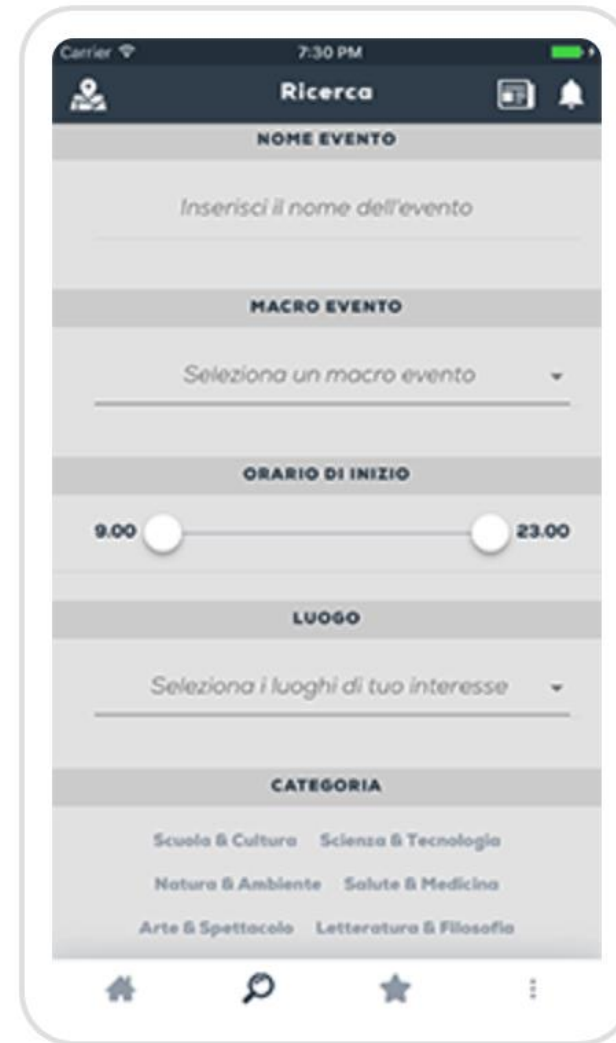 Carrier 7:30 PM
Ricerca
NOME EVENTO
Inserisci il nome dell'evento
MACRO EVENTO
Seleziona un macro evento
ORARIO DI INIZIO
9.00 23.00
LUOGO
Seleziona i luoghi di tuo interesse
CATEGORIA
Scuola & Cultura Scienza & Tecnologia
Natura & Ambiente Salute & Medicina
Arte & Spettacolo Letteratura & Filosofia